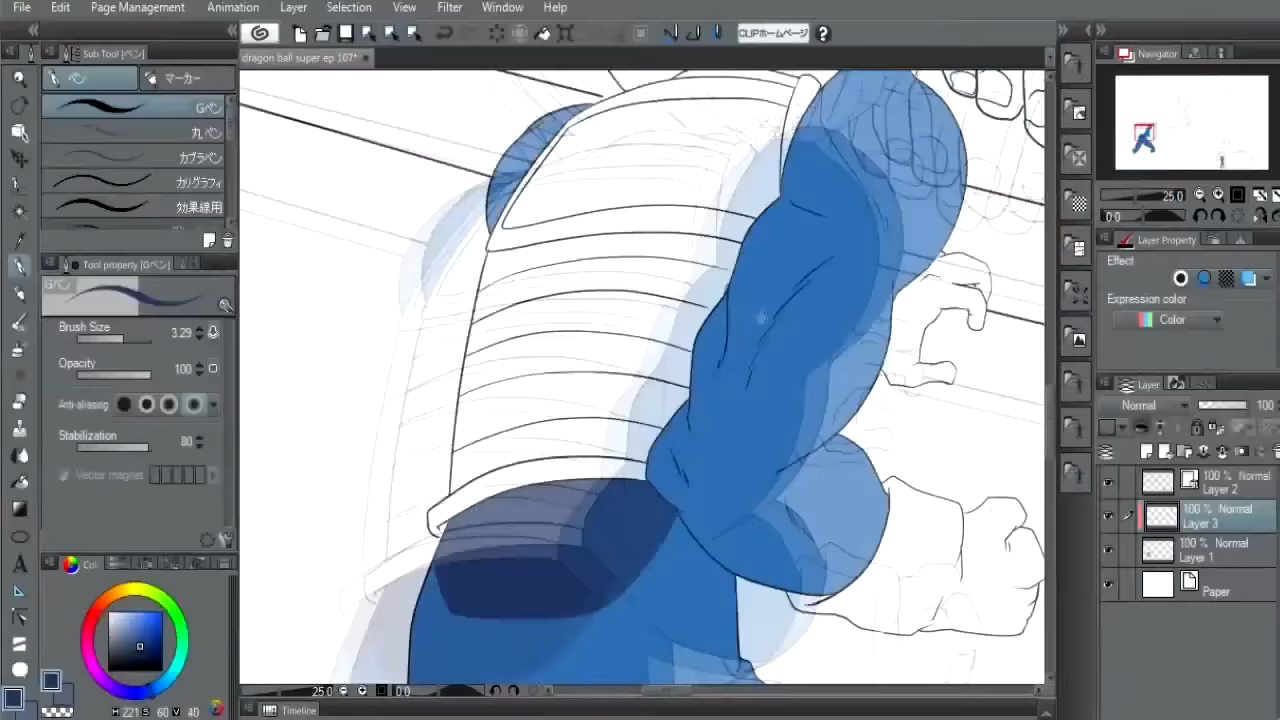 File Edit Page Management Animation Layer Selection View Filter Window Help
Sub Tool [ペン]
CLIPホームページ
dragon ball super ep 107*
Navigator
ペン マーカー
Gペン
丸ペン
カブラペン
カリグラフィ
効果線用
25.0
0.0
Tool property [Gペン]
Gペン
Layer Property
Effect
Brush Size 3.29
Expression color
Color
Opacity 100
Anti-aliasing
Stabilization 80
Vector magnet
Layer
Normal 100
100 % Normal
Layer 2
100 % Normal
Layer 3
100 % Normal
Layer 1
Paper
Col
25.0 0.0
Timeline
H 221 S 60 V 40